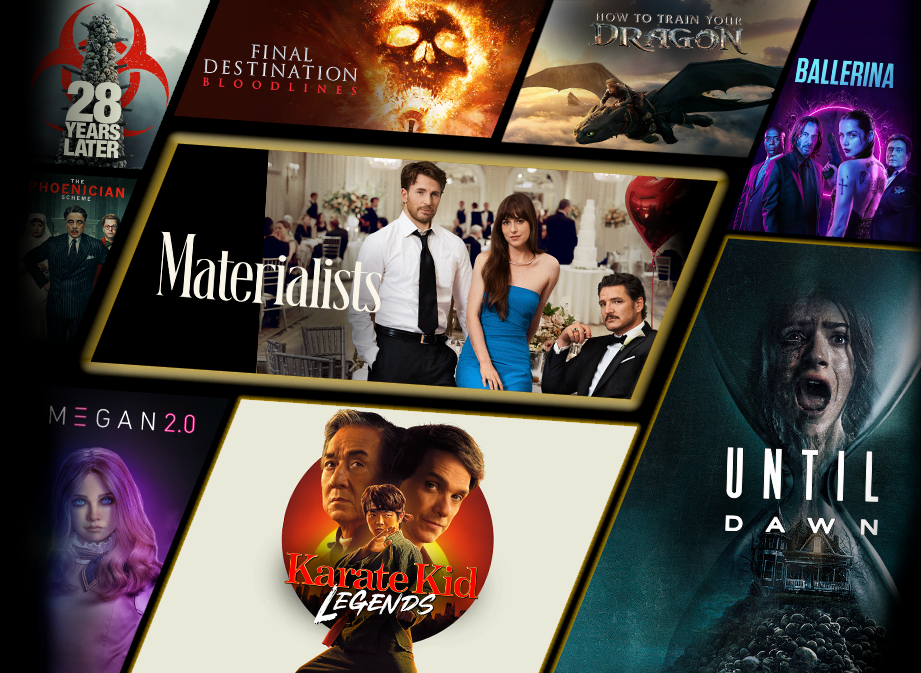 28
YEARS
LATER
FINAL
DESTINATION
BLOODLINES
HOW TO TRAIN YOUR
DRAGON
BALLERINA
THE
PHOENICIAN
SCHEME
Materialists
MEGAN 2.0
Karate Kid
LEGENDS
UNTIL
DAWN